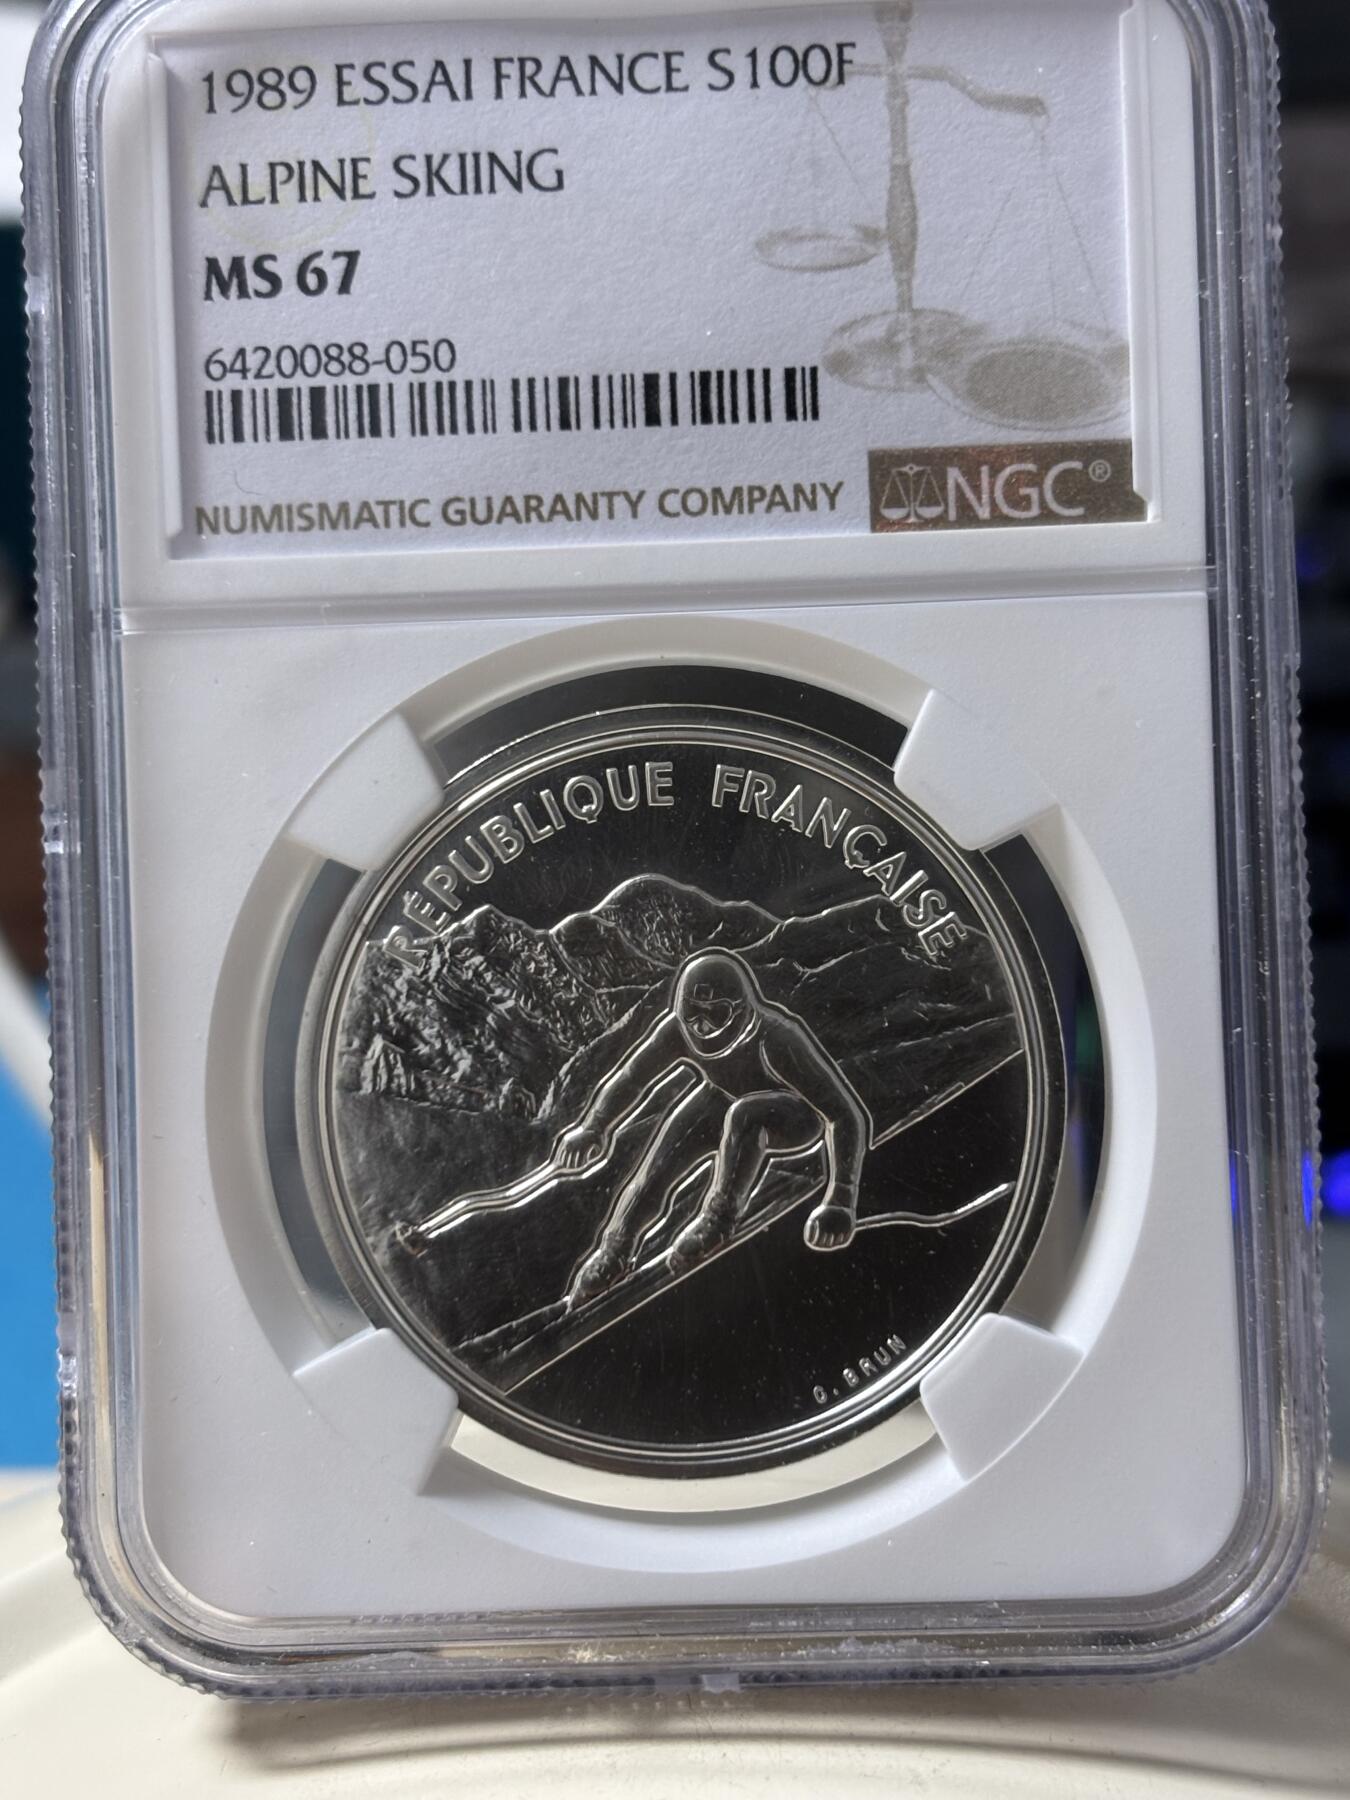 1989 ESSAI FRANCE S100F
ALPINE SKIING
MS 67
6420088-050
NUMISMATIC GUARANTY COMPANY
NGC®
RÉPUBLIQUE FRANÇAISE
O. BRUN